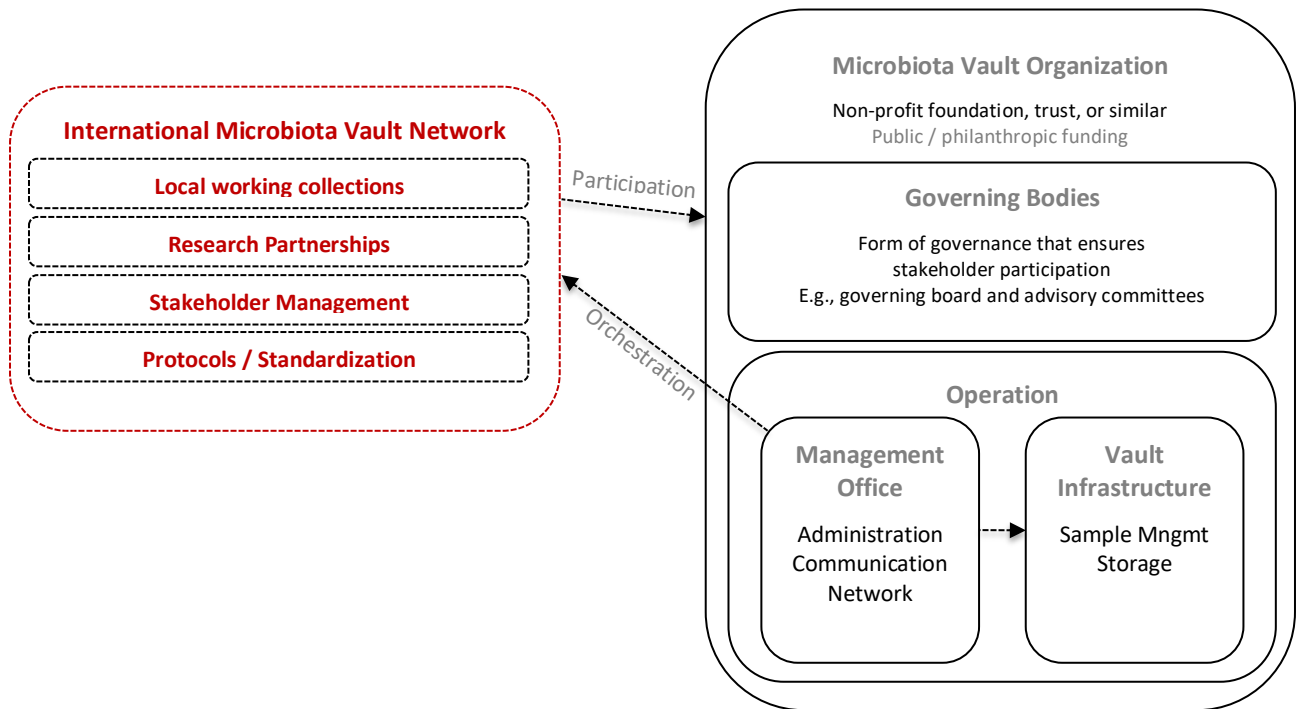 International Microbiota Vault Network
Local working collections
Research Partnerships
Stakeholder Management
Protocols / Standardization
Participation
Orchestration
Microbiota Vault Organization
Non-profit foundation, trust, or similar
Public / philanthropic funding
Governing Bodies
Form of governance that ensures
stakeholder participation
E.g., governing board and advisory committees
Operation
Management
Office
Administration
Communication
Network
Vault
Infrastructure
Sample Mngmt
Storage